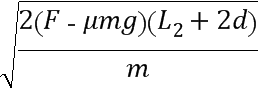 √(2(F - μmg)(L₂ + 2d) / m)